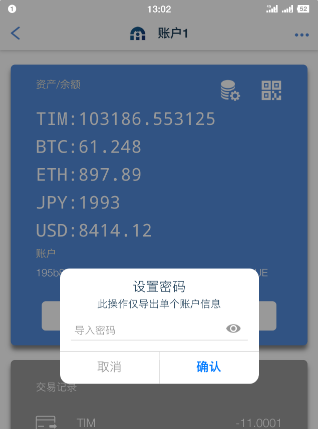 13:02
52
账户1
资产/余额
TIM:103186.553125
BTC:61.248
ETH:897.89
JPY:1993
USD:8414.12
账户
设置密码
此操作仅导出单个账户信息
导入密码
取消
确认
交易记录
TIM
-11.0001